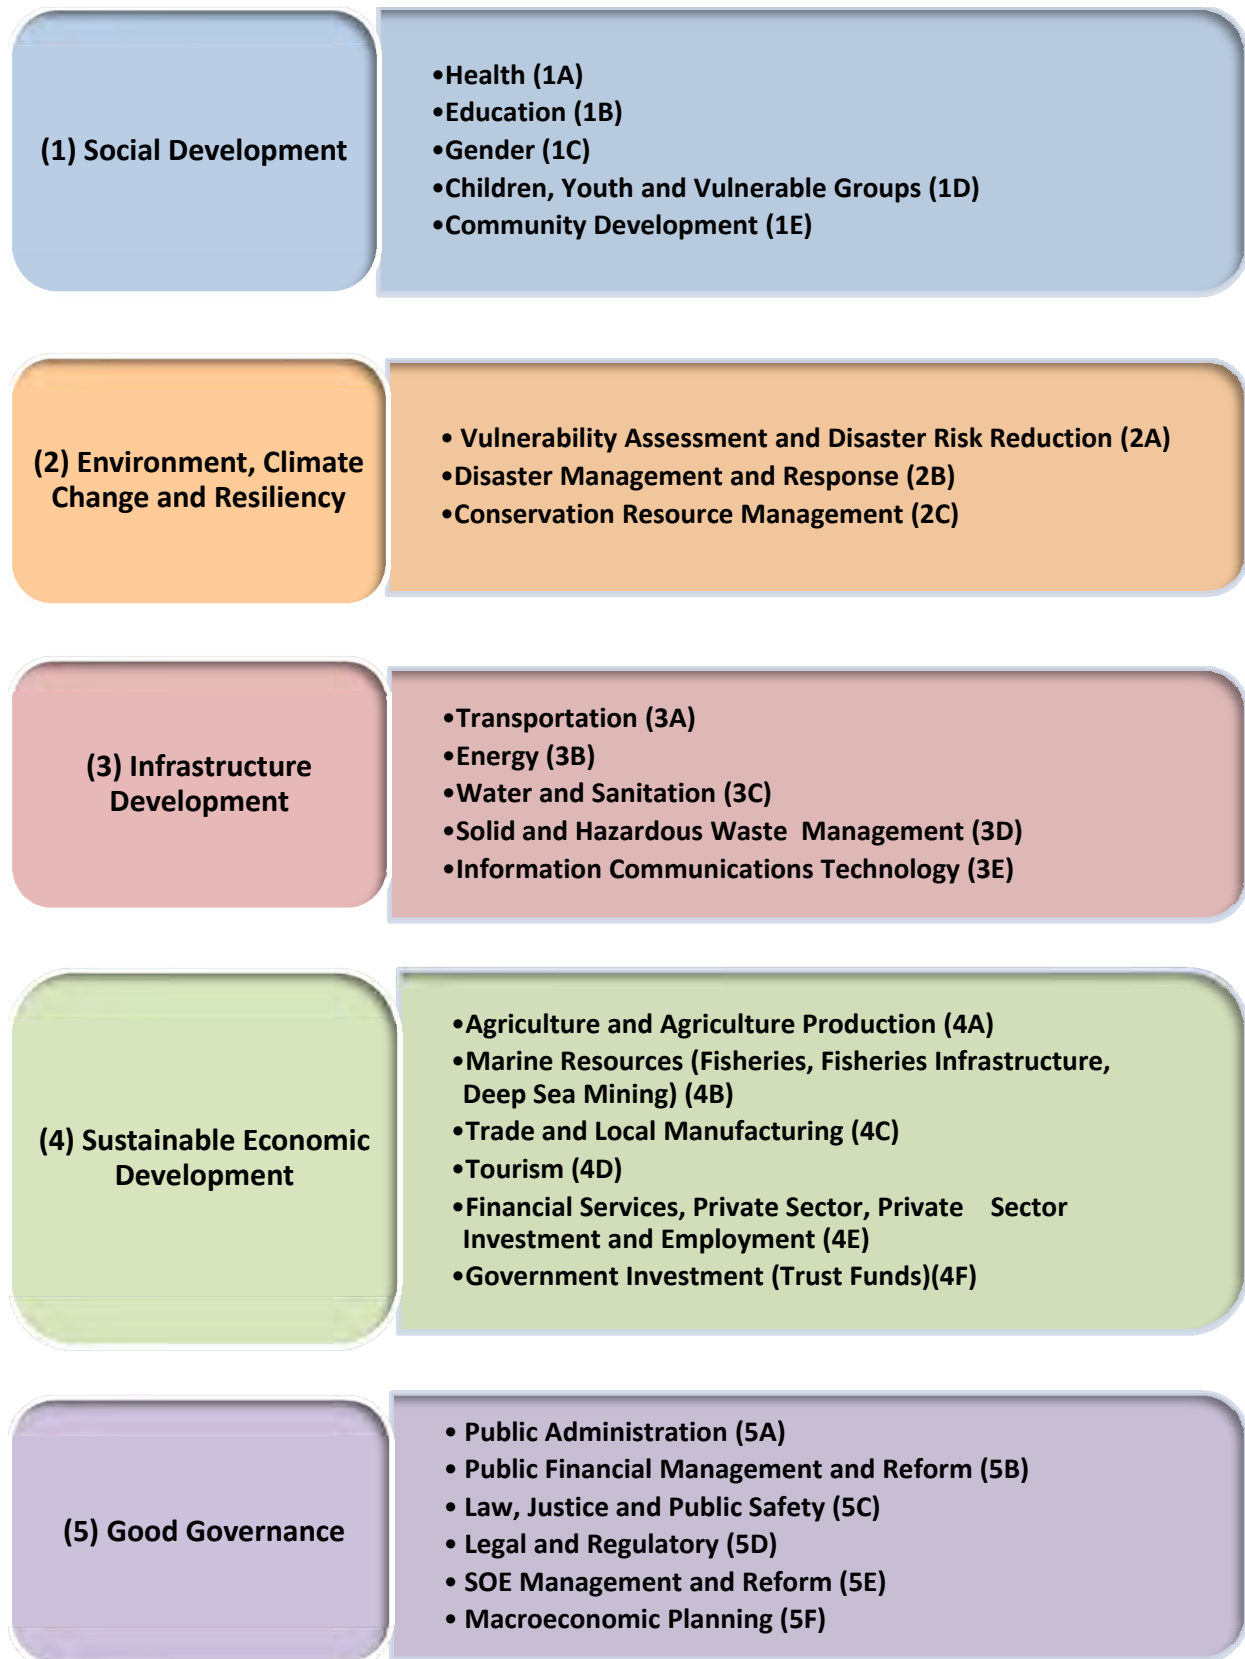 (1) Social Development
•Health (1A)
•Education (1B)
•Gender (1C)
•Children, Youth and Vulnerable Groups (1D)
•Community Development (1E)
(2) Environment, Climate
Change and Resiliency
• Vulnerability Assessment and Disaster Risk Reduction (2A)
•Disaster Management and Response (2B)
•Conservation Resource Management (2C)
(3) Infrastructure
Development
•Transportation (3A)
•Energy (3B)
•Water and Sanitation (3C)
•Solid and Hazardous Waste  Management (3D)
•Information Communications Technology (3E)
(4) Sustainable Economic
Development
•Agriculture and Agriculture Production (4A)
•Marine Resources (Fisheries, Fisheries Infrastructure,
Deep Sea Mining) (4B)
•Trade and Local Manufacturing (4C)
•Tourism (4D)
•Financial Services, Private Sector, Private   Sector
Investment and Employment (4E)
•Government Investment (Trust Funds)(4F)
(5) Good Governance
• Public Administration (5A)
• Public Financial Management and Reform (5B)
• Law, Justice and Public Safety (5C)
• Legal and Regulatory (5D)
• SOE Management and Reform (5E)
• Macroeconomic Planning (5F)